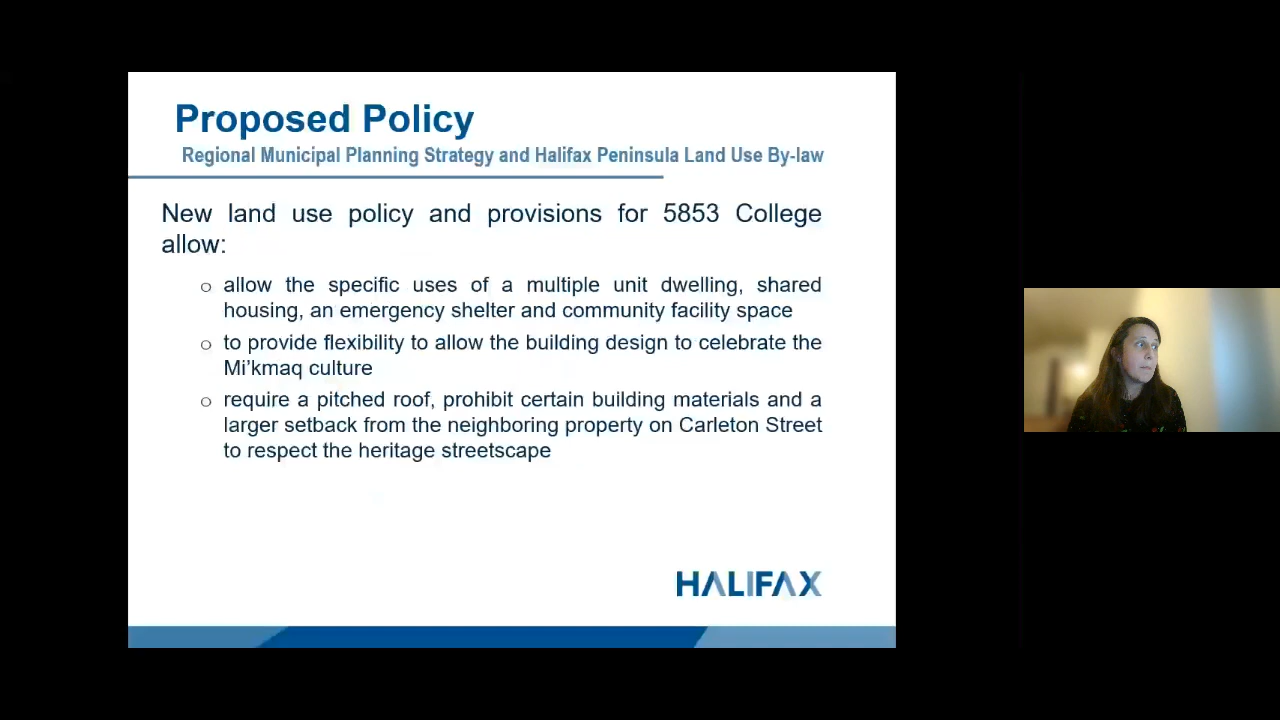 Proposed Policy
Regional Municipal Planning Strategy and Halifax Peninsula Land Use By-law
New land use policy and provisions for 5853 College
allow:
o allow the specific uses of a multiple unit dwelling, shared
housing, an emergency shelter and community facility space
o to provide flexibility to allow the building design to celebrate the
Mi'kmaq culture
o require a pitched roof, prohibit certain building materials and a
larger setback from the neighboring property on Carleton Street
to respect the heritage streetscape
HALIFAX